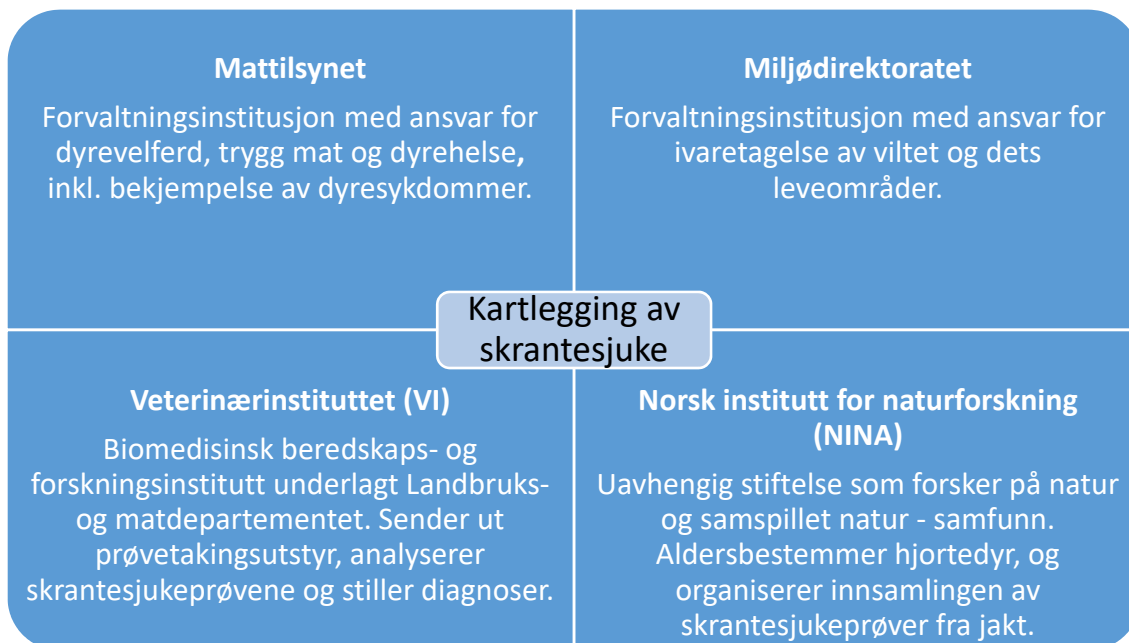 Mattilsynet
Forvaltningsinstitusjon med ansvar for
dyrevelferd, trygg mat og dyrehelse,
inkl. bekjempelse av dyresykdommer.
Miljødirektoratet
Forvaltningsinstitusjon med ansvar for
ivaretagelse av viltet og dets
leveområder.
Kartlegging av
skrantesjuke
Veterinærinstituttet (VI)
Biomedisinsk beredskaps- og
forskningsinstitutt underlagt Landbruks-
og matdepartementet. Sender ut
prøvetakingsutstyr, analyserer
skrantesjukeprøvene og stiller diagnoser.
Norsk institutt for naturforskning
(NINA)
Uavhengig stiftelse som forsker på natur
og samspillet natur - samfunn.
Aldersbestemmer hjortedyr, og
organiserer innsamlingen av
skrantesjukeprøver fra jakt.